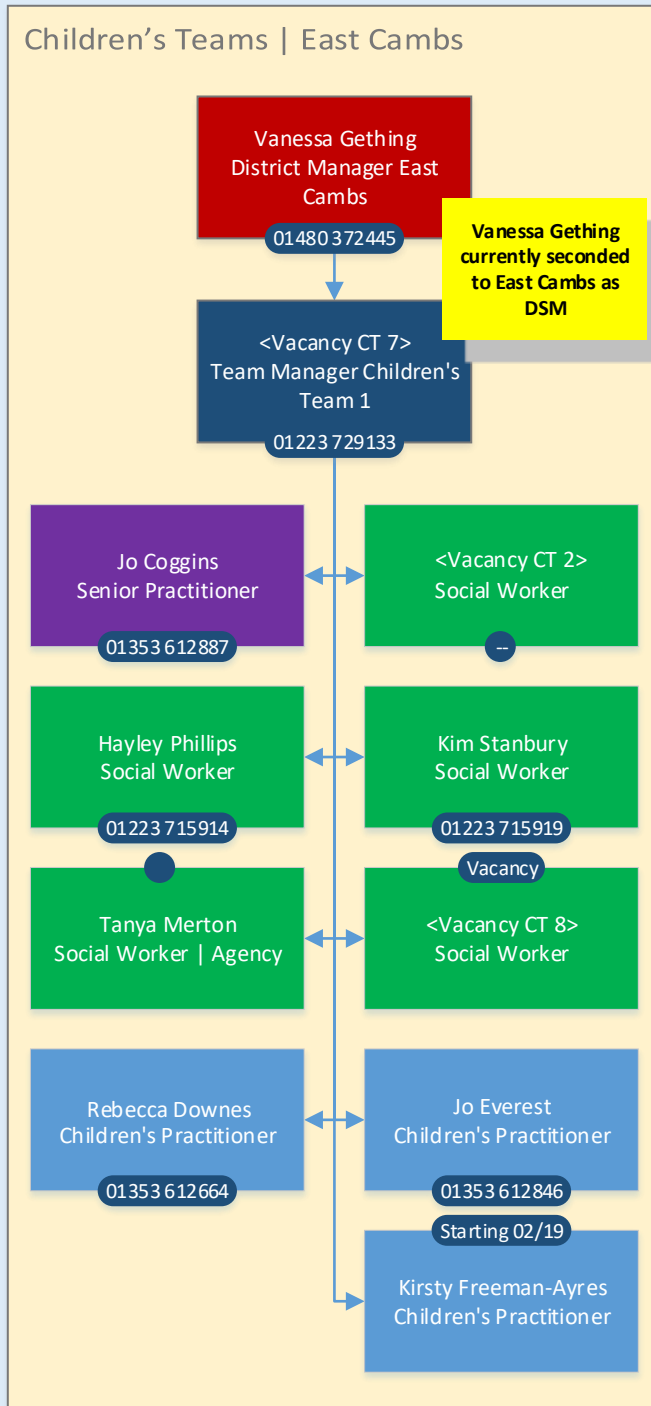 Children’s Teams | East Cambs
Vanessa Gething
District Manager East
Cambs
01480 372445
Vanessa Gething
currently seconded
to East Cambs as
DSM
<Vacancy CT 7>
Team Manager Children's
Team 1
01223 729133
Jo Coggins
Senior Practitioner
01353 612887
<Vacancy CT 2>
Social Worker
--
Hayley Phillips
Social Worker
01223 715914
Kim Stanbury
Social Worker
01223 715919
Tanya Merton
Social Worker | Agency
Vacancy
<Vacancy CT 8>
Social Worker
Rebecca Downes
Children's Practitioner
01353 612664
Jo Everest
Children's Practitioner
01353 612846
Starting 02/19
Kirsty Freeman-Ayres
Children's Practitioner